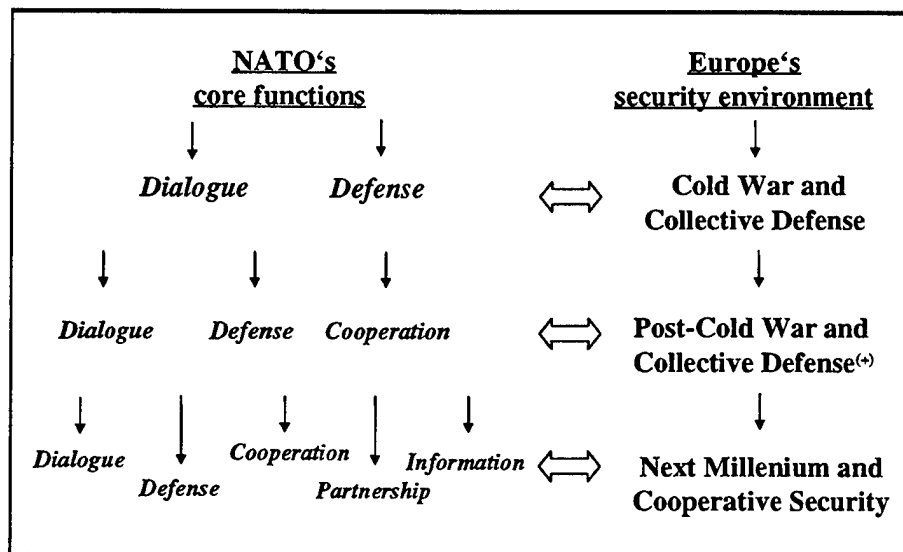 NATO‘s
core functions
Europe‘s
security environment
Dialogue
Defense
Cold War and
Collective Defense
Dialogue
Defense
Cooperation
Post-Cold War and
Collective Defense(+)
Dialogue
Defense
Cooperation
Partnership
Information
Next Millenium and
Cooperative Security